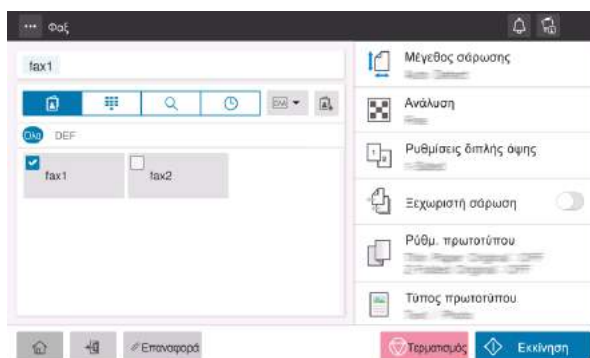 Φαξ
fax1
Όλα DEF
fax1
fax2
Μέγεθος σάρωσης
Ανάλυση
Ρυθμίσεις διπλής όψης
Ξεχωριστή σάρωση
Ρύθμ. πρωτοτύπου
Τύπος πρωτοτύπου
Επαναφορά
Τερματισμός
Εκκίνηση